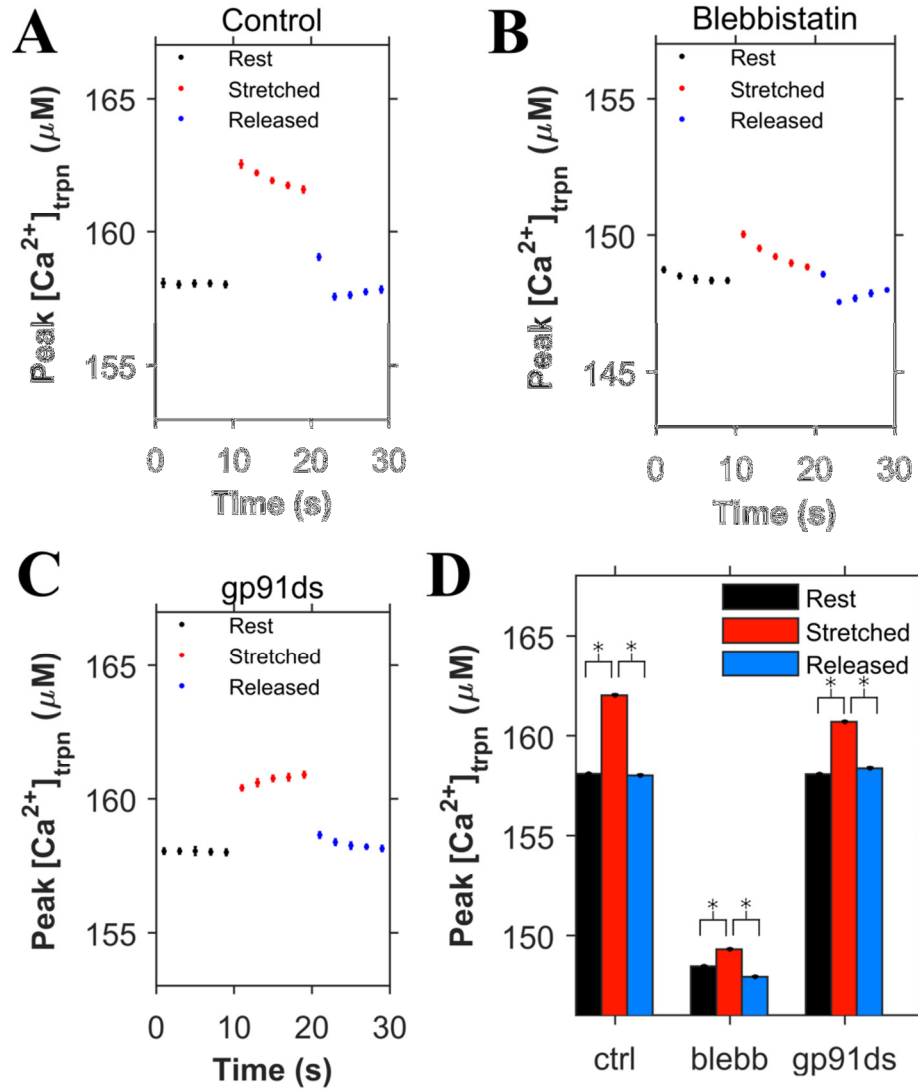 A
Control
Rest
Stretched
Released
Peak [Ca²⁺]trpn (μM)
165
160
155
0 10 20 30
Time (s)
B
Blebbistatin
Rest
Stretched
Released
Peak [Ca²⁺]trpn (μM)
155
150
145
0 10 20 30
Time (s)
C
gp91ds
Rest
Stretched
Released
Peak [Ca²⁺]trpn (μM)
165
160
155
0 10 20 30
Time (s)
D
Rest
Stretched
Released
Peak [Ca²⁺]trpn (μM)
165
160
155
150
* *
* *
* *
ctrl blebb gp91ds